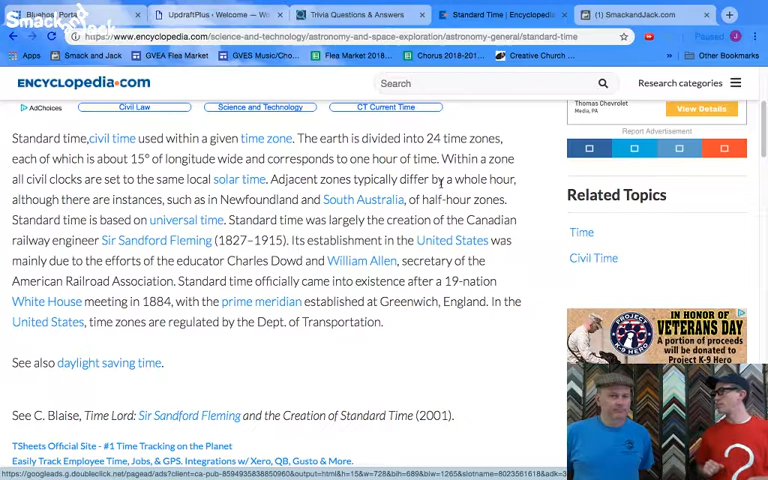 Bluehost Portal
UpdraftPlus - Welcome — W
Trivia Questions & Answers
Standard Time | Encyclopedi
(1) SmackandJack.com
Smack
https://www.encyclopedia.com/science-and-technology/astronomy-and-space-exploration/astronomy-general/standard-time
Paused
Apps
Smack and Jack
GVEA Flea Market
GVES Music/Cho...
Flea Market 2018...
Chorus 2018-201...
Creative Church ...
»
Other Bookmarks
ENCYCLOPEDIA.COM
Search
Research categories
AdChoices
Civil Law
Science and Technology
CT Current Time
Thomas Chevrolet
Media, PA
View Details
Report Advertisement
Standard time,civil time used within a given time zone. The earth is divided into 24 time zones,
each of which is about 15° of longitude wide and corresponds to one hour of time. Within a zone
all civil clocks are set to the same local solar time. Adjacent zones typically differ by a whole hour,
although there are instances, such as in Newfoundland and South Australia, of half-hour zones.
Standard time is based on universal time. Standard time was largely the creation of the Canadian
railway engineer Sir Sandford Fleming (1827–1915). Its establishment in the United States was
mainly due to the efforts of the educator Charles Dowd and William Allen, secretary of the
American Railroad Association. Standard time officially came into existence after a 19-nation
White House meeting in 1884, with the prime meridian established at Greenwich, England. In the
United States, time zones are regulated by the Dept. of Transportation.
See also daylight saving time.
See C. Blaise, Time Lord: Sir Sandford Fleming and the Creation of Standard Time (2001).
TSheets Official Site - #1 Time Tracking on the Planet
Easily Track Employee Time, Jobs, & GPS. Integrations w/ Xero, QB, Gusto & More.
https://googleads.g.doubleclick.net/pagead/ads?client=ca-pub-8594935838850960&output=html&h=15&w=728&bih=689&biw=1265&slotname=8023561618&adk=3
Related Topics
Time
Civil Time
PROJECT
K-9
HERO
IN HONOR OF
VETERANS DAY
A PORTION OF
PROCEEDS
WILL BE
DONATED TO
PROJECT K-9 HERO
?